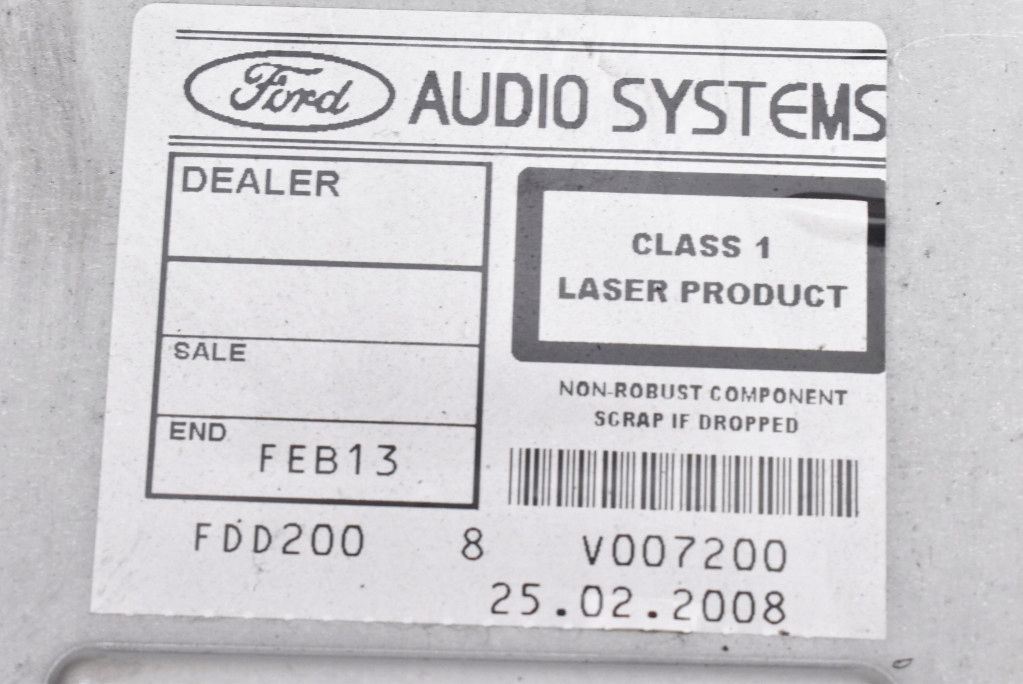 Ford AUDIO SYSTEMS
DEALER
SALE
END FEB13
CLASS 1
LASER PRODUCT
NON-ROBUST COMPONENT
SCRAP IF DROPPED
FDD200 8 V007200
25.02.2008